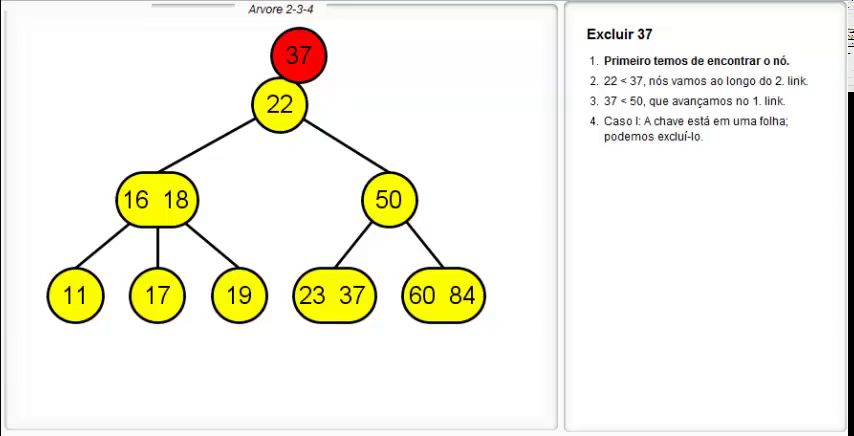 Arvore 2-3-4
37
22
16 18
50
11
17
19
23 37
60 84
Excluir 37
1. Primeiro temos de encontrar o nó.
2. 22 < 37, nós vamos ao longo do 2. link.
3. 37 < 50, que avançamos no 1. link.
4. Caso I: A chave está em uma folha;
podemos excluí-lo.